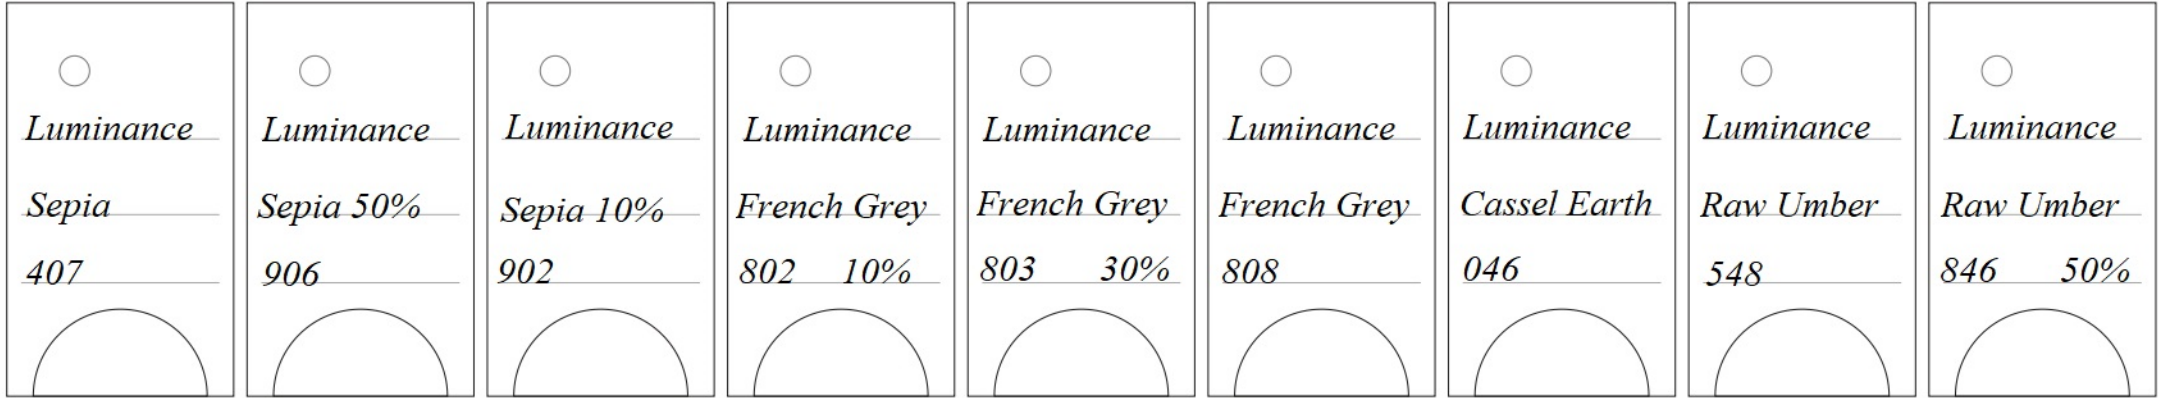 Luminance
Sepia
407
Luminance
Sepia 50%
906
Luminance
Sepia 10%
902
Luminance
French Grey
802 10%
Luminance
French Grey
803 30%
Luminance
French Grey
808
Luminance
Cassel Earth
046
Luminance
Raw Umber
548
Luminance
Raw Umber
846 50%